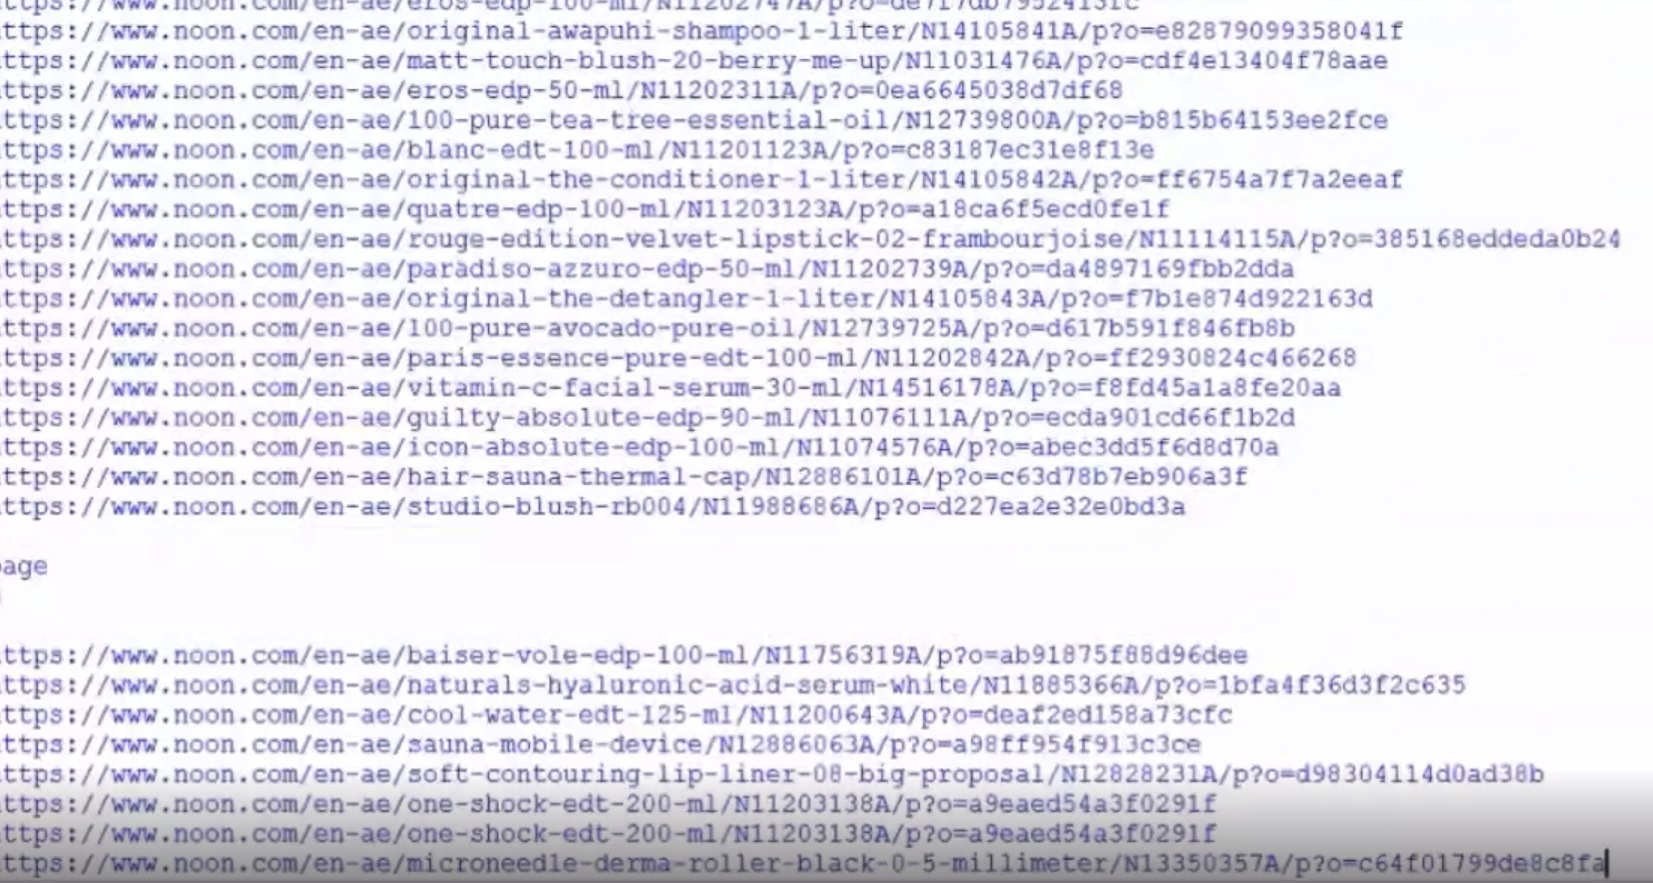 ttps://www.noon.com/en-ae/eros-edp-100-ml/N11202747A/p?o=de717db79524131c
ttps://www.noon.com/en-ae/original-awapuhi-shampoo-1-liter/N14105841A/p?o=e82879099358041f
ttps://www.noon.com/en-ae/matt-touch-blush-20-berry-me-up/N11031476A/p?o=cdf4e13404f78aae
ttps://www.noon.com/en-ae/eros-edp-50-ml/N11202311A/p?o=0ea6645038d7df68
ttps://www.noon.com/en-ae/100-pure-tea-tree-essential-oil/N12739800A/p?o=b815b64153ee2fce
ttps://www.noon.com/en-ae/blanc-edt-100-ml/N11201123A/p?o=c83187ec31e8f13e
ttps://www.noon.com/en-ae/original-the-conditioner-1-liter/N14105842A/p?o=ff6754a7f7a2eeaf
ttps://www.noon.com/en-ae/quatre-edp-100-ml/N11203123A/p?o=a18ca6f5ecd0fe1f
ttps://www.noon.com/en-ae/rouge-edition-velvet-lipstick-02-frambourjoise/N11114115A/p?o=385168eddeda0b24
ttps://www.noon.com/en-ae/paradiso-azzuro-edp-50-ml/N11202739A/p?o=da4897169fbb2dda
ttps://www.noon.com/en-ae/original-the-detangler-1-liter/N14105843A/p?o=f7b1e874d922163d
ttps://www.noon.com/en-ae/100-pure-avocado-pure-oil/N12739725A/p?o=d617b591f846fb8b
ttps://www.noon.com/en-ae/paris-essence-pure-edt-100-ml/N11202842A/p?o=ff2930824c466268
ttps://www.noon.com/en-ae/vitamin-c-facial-serum-30-ml/N14516178A/p?o=f8fd45a1a8fe20aa
ttps://www.noon.com/en-ae/guilty-absolute-edp-90-ml/N11076111A/p?o=ecda901cd66f1b2d
ttps://www.noon.com/en-ae/icon-absolute-edp-100-ml/N11074576A/p?o=abec3dd5f6d8d70a
ttps://www.noon.com/en-ae/hair-sauna-thermal-cap/N12886101A/p?o=c63d78b7eb906a3f
ttps://www.noon.com/en-ae/studio-blush-rb004/N11988686A/p?o=d227ea2e32e0bd3a
age
ttps://www.noon.com/en-ae/baiser-vole-edp-100-ml/N11756319A/p?o=ab91875f88d96dee
ttps://www.noon.com/en-ae/naturals-hyaluronic-acid-serum-white/N11885366A/p?o=1bfa4f36d3f2c635
ttps://www.noon.com/en-ae/cool-water-edt-125-ml/N11200643A/p?o=deaf2ed158a73cfc
ttps://www.noon.com/en-ae/sauna-mobile-device/N12886063A/p?o=a98ff954f913c3ce
ttps://www.noon.com/en-ae/soft-contouring-lip-liner-08-big-proposal/N12828231A/p?o=d98304114d0ad38b
ttps://www.noon.com/en-ae/one-shock-edt-200-ml/N11203138A/p?o=a9eaed54a3f0291f
ttps://www.noon.com/en-ae/one-shock-edt-200-ml/N11203138A/p?o=a9eaed54a3f0291f
ttps://www.noon.com/en-ae/microneedle-derma-roller-black-0-5-millimeter/N13350357A/p?o=c64f01799de8c8fa